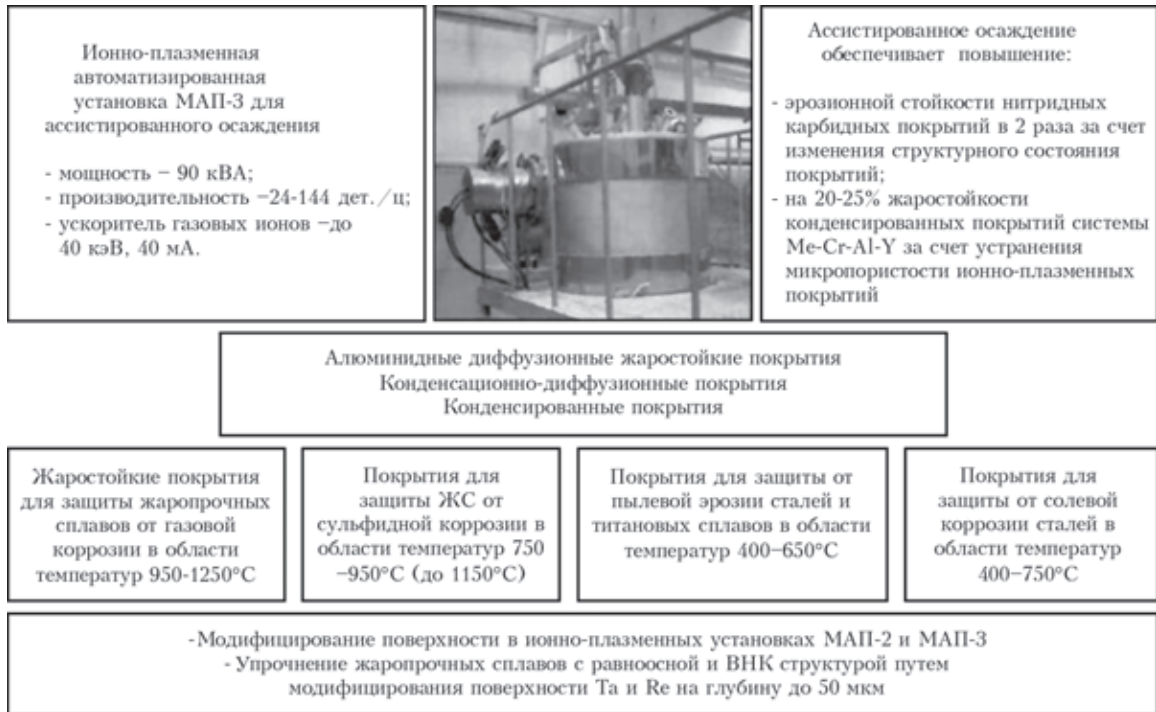 Ионно-плазменная
автоматизированная
установка МАП-3 для
ассистированного осаждения
- мощность – 90 кВА;
- производительность –24-144 дет./ц;
- ускоритель газовых ионов –до
40 кэВ, 40 мА.
Ассистированное осаждение
обеспечивает повышение:
- эрозионной стойкости нитридных
карбидных покрытий в 2 раза за счет
изменения структурного состояния
покрытий;
- на 20-25% жаростойкости
конденсированных покрытий системы
Me-Cr-Al-Y за счет устранения
микропористости ионно-плазменных
покрытий
Алюминидные диффузионные жаростойкие покрытия
Конденсационно-диффузионные покрытия
Конденсированные покрытия
Жаростойкие покрытия
для защиты жаропрочных
сплавов от газовой
коррозии в области
температур 950-1250°С
Покрытия для
защиты ЖС от
сульфидной коррозии в
области температур 750
–950°С (до 1150°С)
Покрытия для защиты от
пылевой эрозии сталей и
титановых сплавов в области
температур 400–650°С
Покрытия для
защиты от солевой
коррозии сталей в
области температур
400–750°С
-Модифицирование поверхности в ионно-плазменных установках МАП-2 и МАП-3
- Упрочнение жаропрочных сплавов с равноосной и ВНК структурой путем
модифицирования поверхности Ta и Re на глубину до 50 мкм